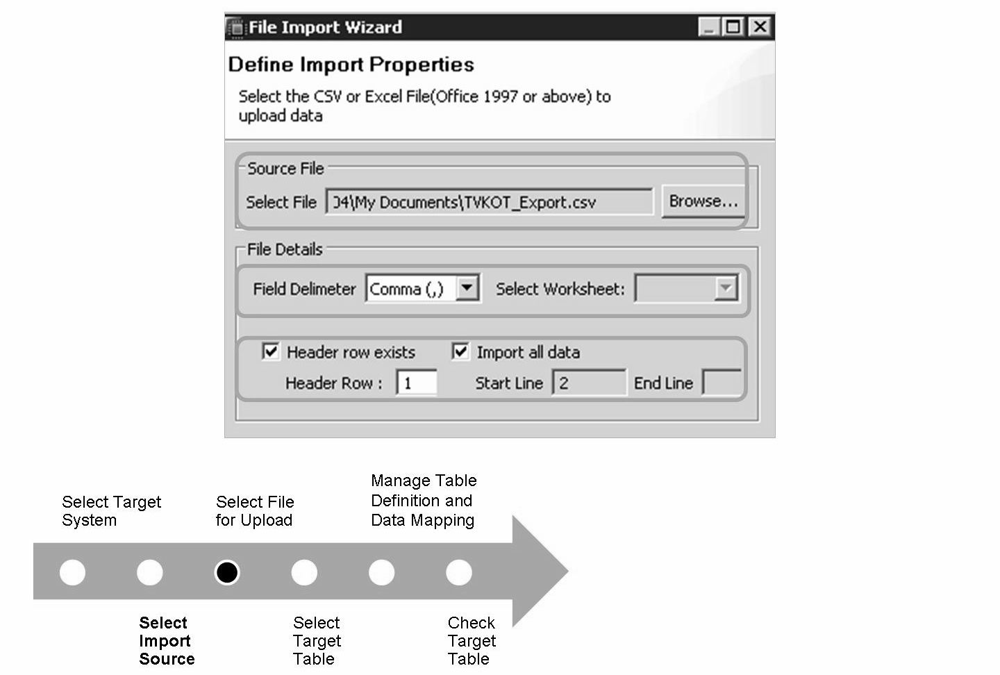 File Import Wizard
Define Import Properties
Select the CSV or Excel File(Office 1997 or above) to
upload data
Source File
Select File 04\My Documents\TVKOT_Export.csv Browse...
File Details
Field Delimeter Comma (,) Select Worksheet:
Header row exists Import all data
Header Row : 1 Start Line 2 End Line
Select Target
System
Select File
for Upload
Manage Table
Definition and
Data Mapping
Select
Import
Source
Select
Target
Table
Check
Target
Table